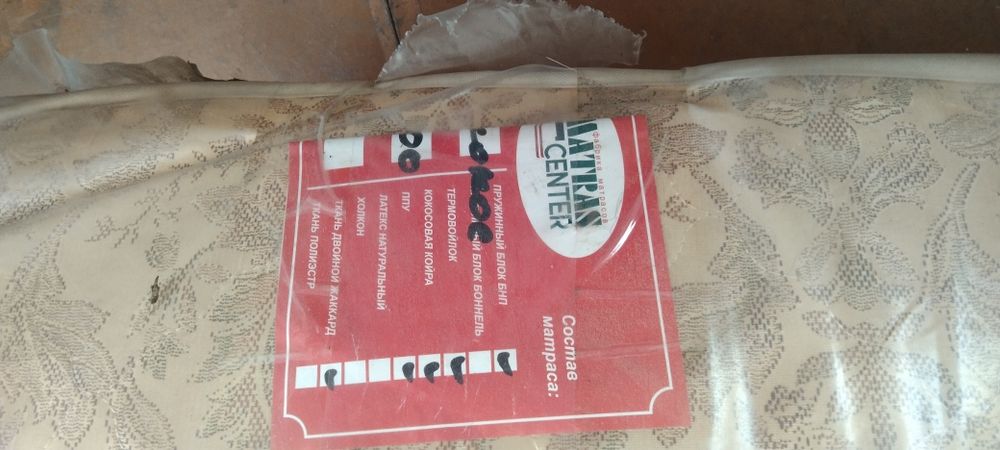 MATRAS
CENTER
фабрика матрасов
Состав
матраса:
ПРУЖИННЫЙ БЛОК БНП
БЛОК БОННЕЛЬ
ТЕРМОВОЙЛОК
КОКОСОВАЯ КОЙРА
ППУ
ЛАТЕКС НАТУРАЛЬНЫЙ
ХОЛКОН
ТКАНЬ ДВОЙНОЙ ЖАККАРД
ТКАНЬ ПОЛИЭСТР